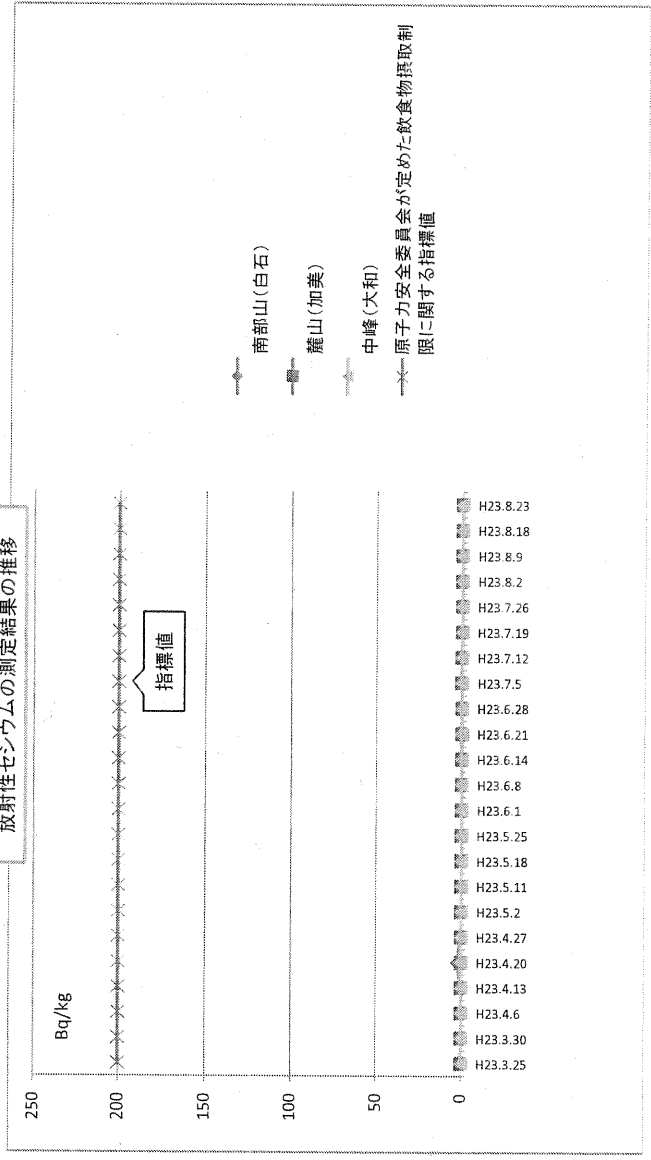 放射性セシウムの測定結果の推移
Bq/kg
250
200
150
100
50
0
指標値
H23.3.25
H23.3.30
H23.4.6
H23.4.13
H23.4.20
H23.4.27
H23.5.2
H23.5.11
H23.5.18
H23.5.25
H23.6.1
H23.6.8
H23.6.14
H23.6.21
H23.6.28
H23.7.5
H23.7.12
H23.7.19
H23.7.26
H23.8.2
H23.8.9
H23.8.18
H23.8.23
南部山(白石)
麓山(加美)
中峰(大和)
原子力安全委員会が定めた飲食物摂取制
限に関する指標値